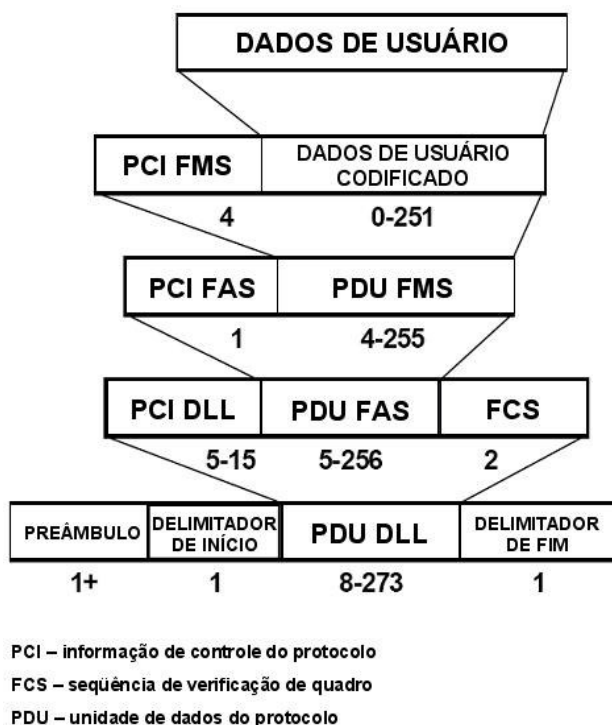 DADOS DE USUÁRIO
PCI FMS
DADOS DE USUÁRIO
CODIFICADO
4
0-251
PCI FAS
PDU FMS
1
4-255
PCI DLL
PDU FAS
FCS
5-15
5-256
2
PREÂMBULO
DELIMITADOR
DE INÍCIO
PDU DLL
DELIMITADOR
DE FIM
1+
1
8-273
1
PCI – informação de controle do protocolo
FCS – seqüência de verificação de quadro
PDU – unidade de dados do protocolo